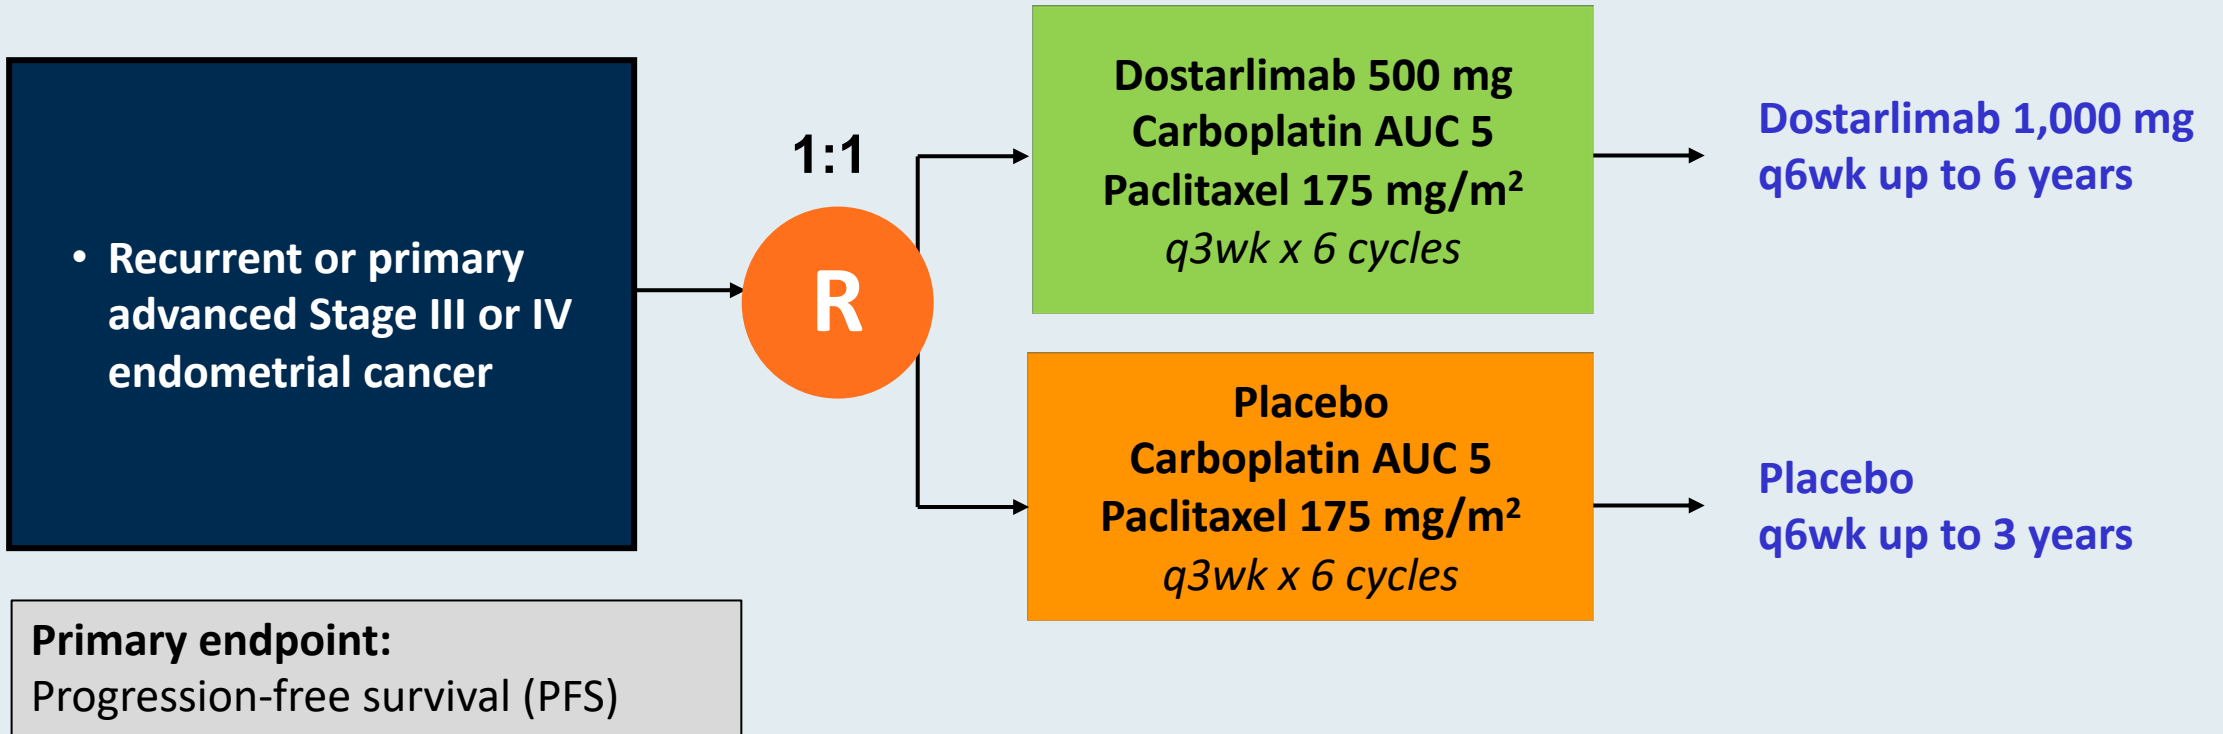 • Recurrent or primary
advanced Stage III or IV
endometrial cancer
1:1
R
Dostarlimab 500 mg
Carboplatin AUC 5
Paclitaxel 175 mg/m²
q3wk x 6 cycles
Dostarlimab 1,000 mg
q6wk up to 6 years
Placebo
Carboplatin AUC 5
Paclitaxel 175 mg/m²
q3wk x 6 cycles
Placebo
q6wk up to 3 years
Primary endpoint:
Progression-free survival (PFS)